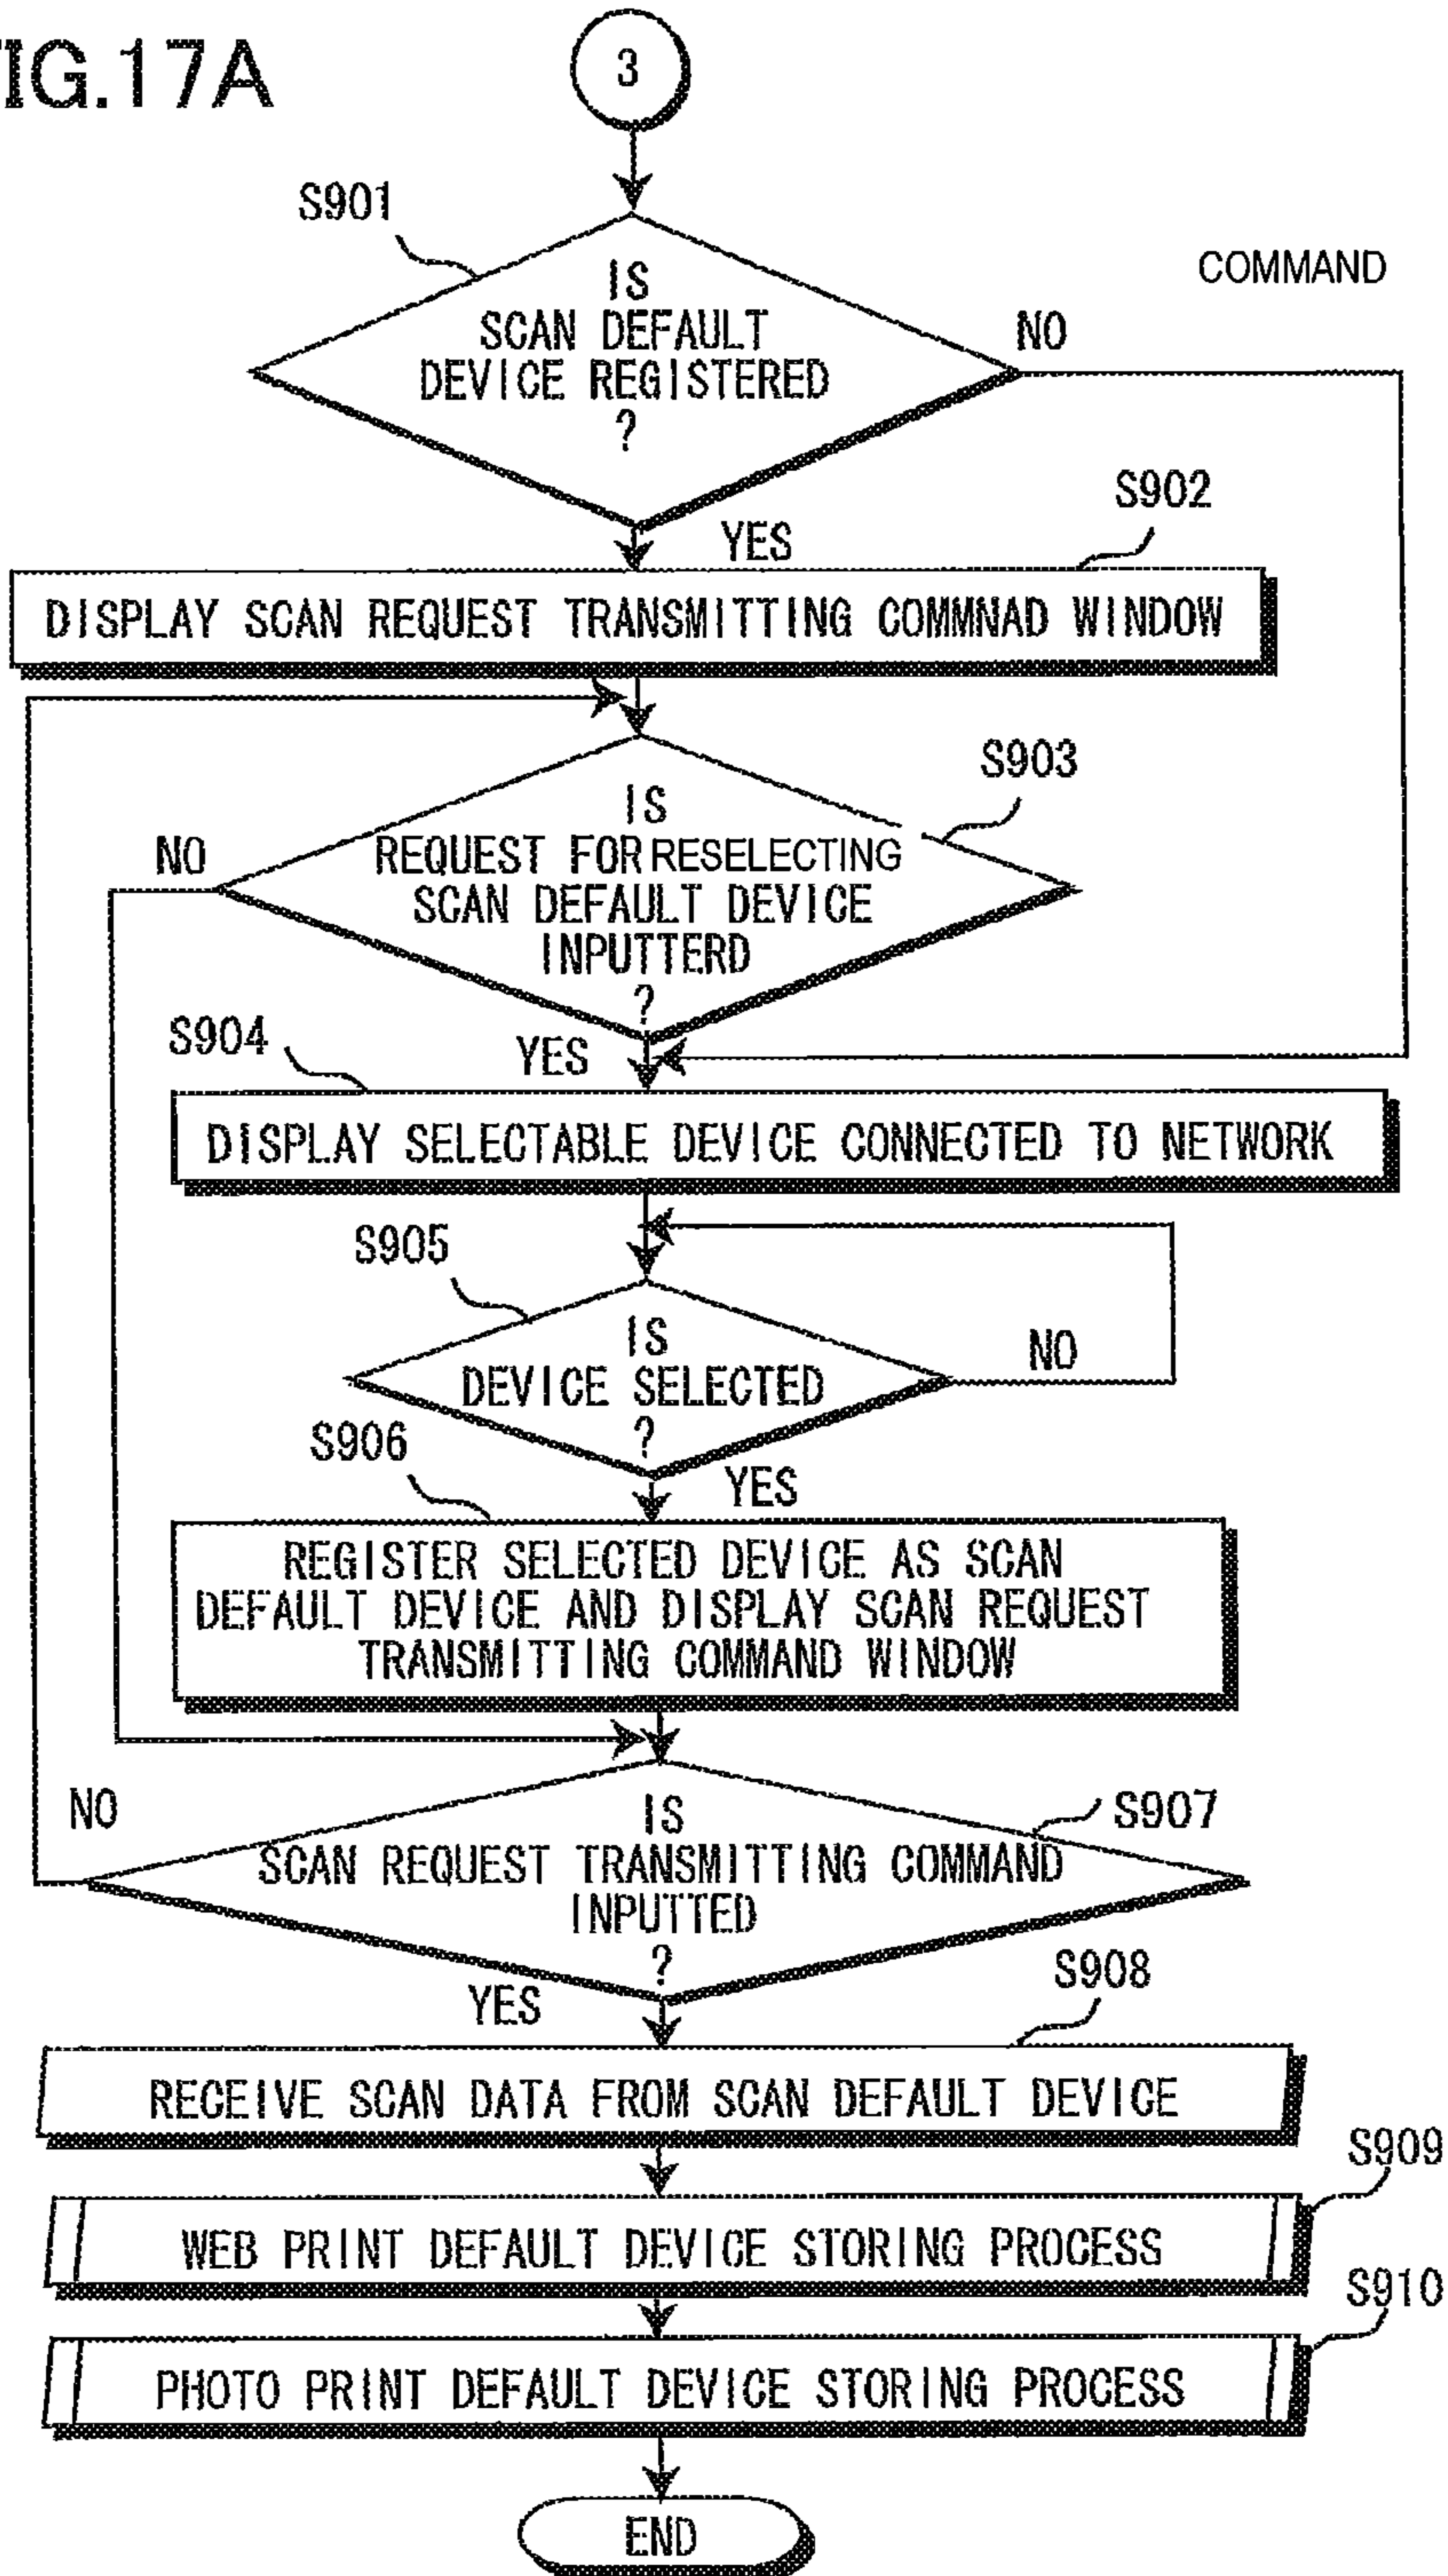 FIG.17A
3
S901
IS
SCAN DEFAULT
DEVICE REGISTERED
?
COMMAND
NO
YES
S902
DISPLAY SCAN REQUEST TRANSMITTING COMMNAD WINDOW
S903
IS
REQUEST FOR RESELECTING
SCAN DEFAULT DEVICE
INPUTTERD
?
NO
YES
S904
DISPLAY SELECTABLE DEVICE CONNECTED TO NETWORK
S905
IS
DEVICE SELECTED
?
NO
YES
S906
REGISTER SELECTED DEVICE AS SCAN
DEFAULT DEVICE AND DISPLAY SCAN REQUEST
TRANSMITTING COMMAND WINDOW
NO
S907
IS
SCAN REQUEST TRANSMITTING COMMAND
INPUTTED
?
YES
S908
RECEIVE SCAN DATA FROM SCAN DEFAULT DEVICE
S909
WEB PRINT DEFAULT DEVICE STORING PROCESS
S910
PHOTO PRINT DEFAULT DEVICE STORING PROCESS
END